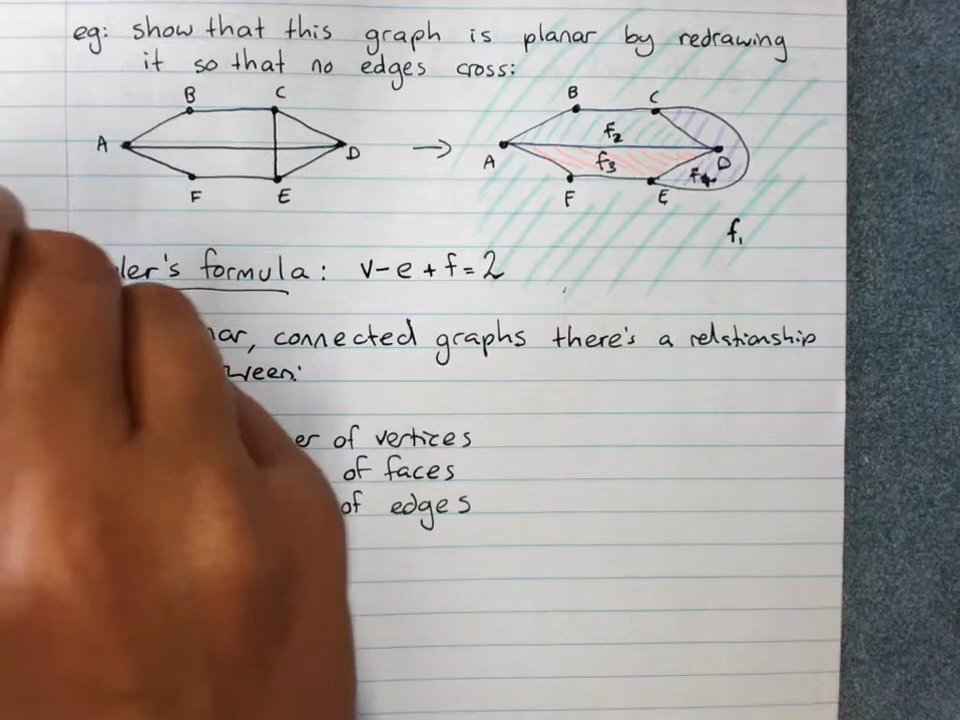 eg: show that this graph is planar by redrawing
it so that no edges cross:
B C B C
A D → A f2 D
f3 f4
F E F E
f1
ler's formula: v-e+f=2
nar, connected graphs there's a relationship
ween:
er of vertices
of faces
of edges